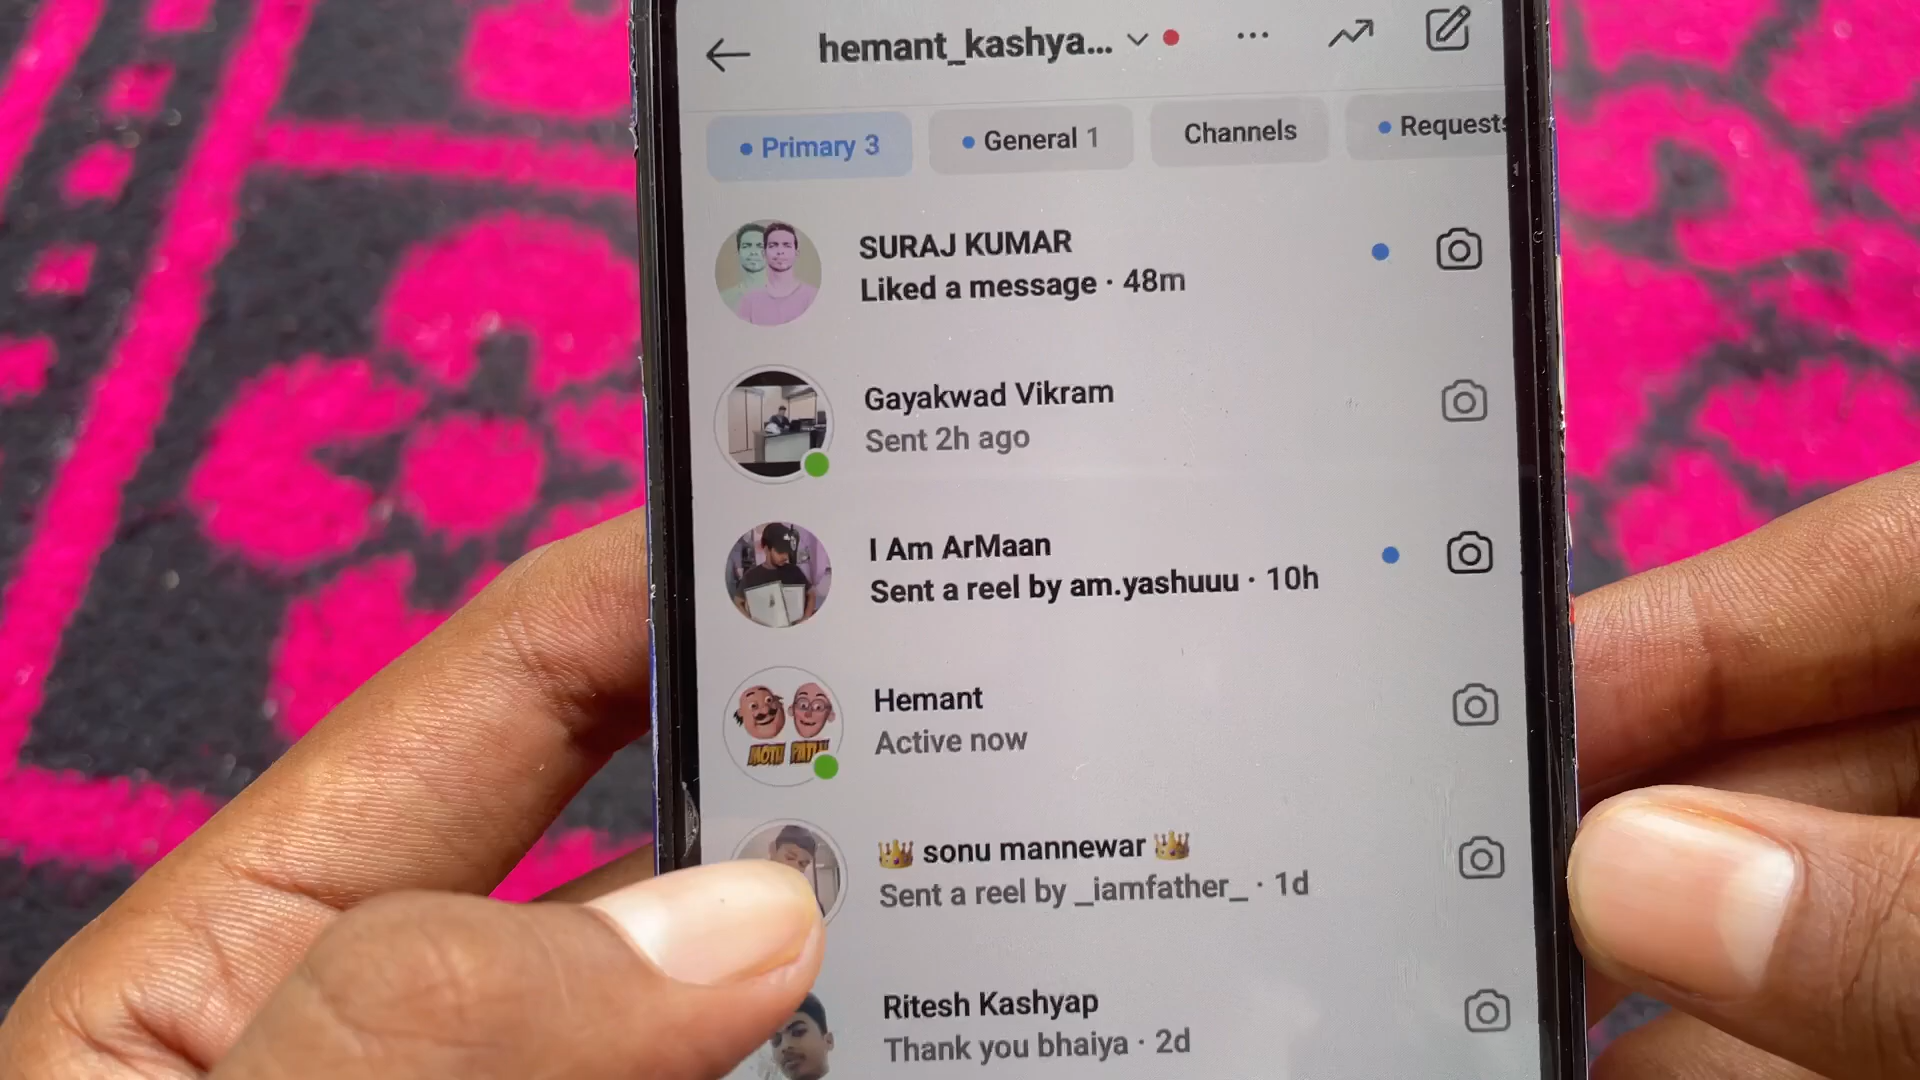 hemant_kashya...
Primary 3
General 1
Channels
Requests
SURAJ KUMAR
Liked a message · 48m
Gayakwad Vikram
Sent 2h ago
I Am ArMaan
Sent a reel by am.yashuuu · 10h
Hemant
Active now
MOTU PATLU
👑 sonu mannewar 👑
Sent a reel by _iamfather_ · 1d
Ritesh Kashyap
Thank you bhaiya · 2d